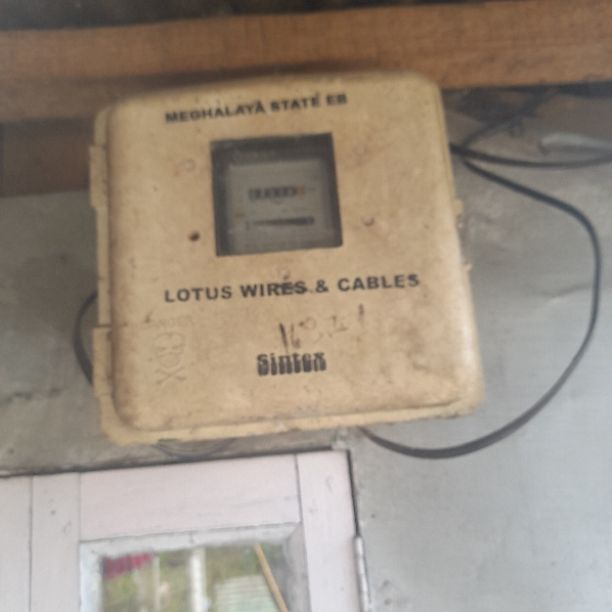 MEGHALAYA STATE EB
LOTUS WIRES & CABLES
Sintex